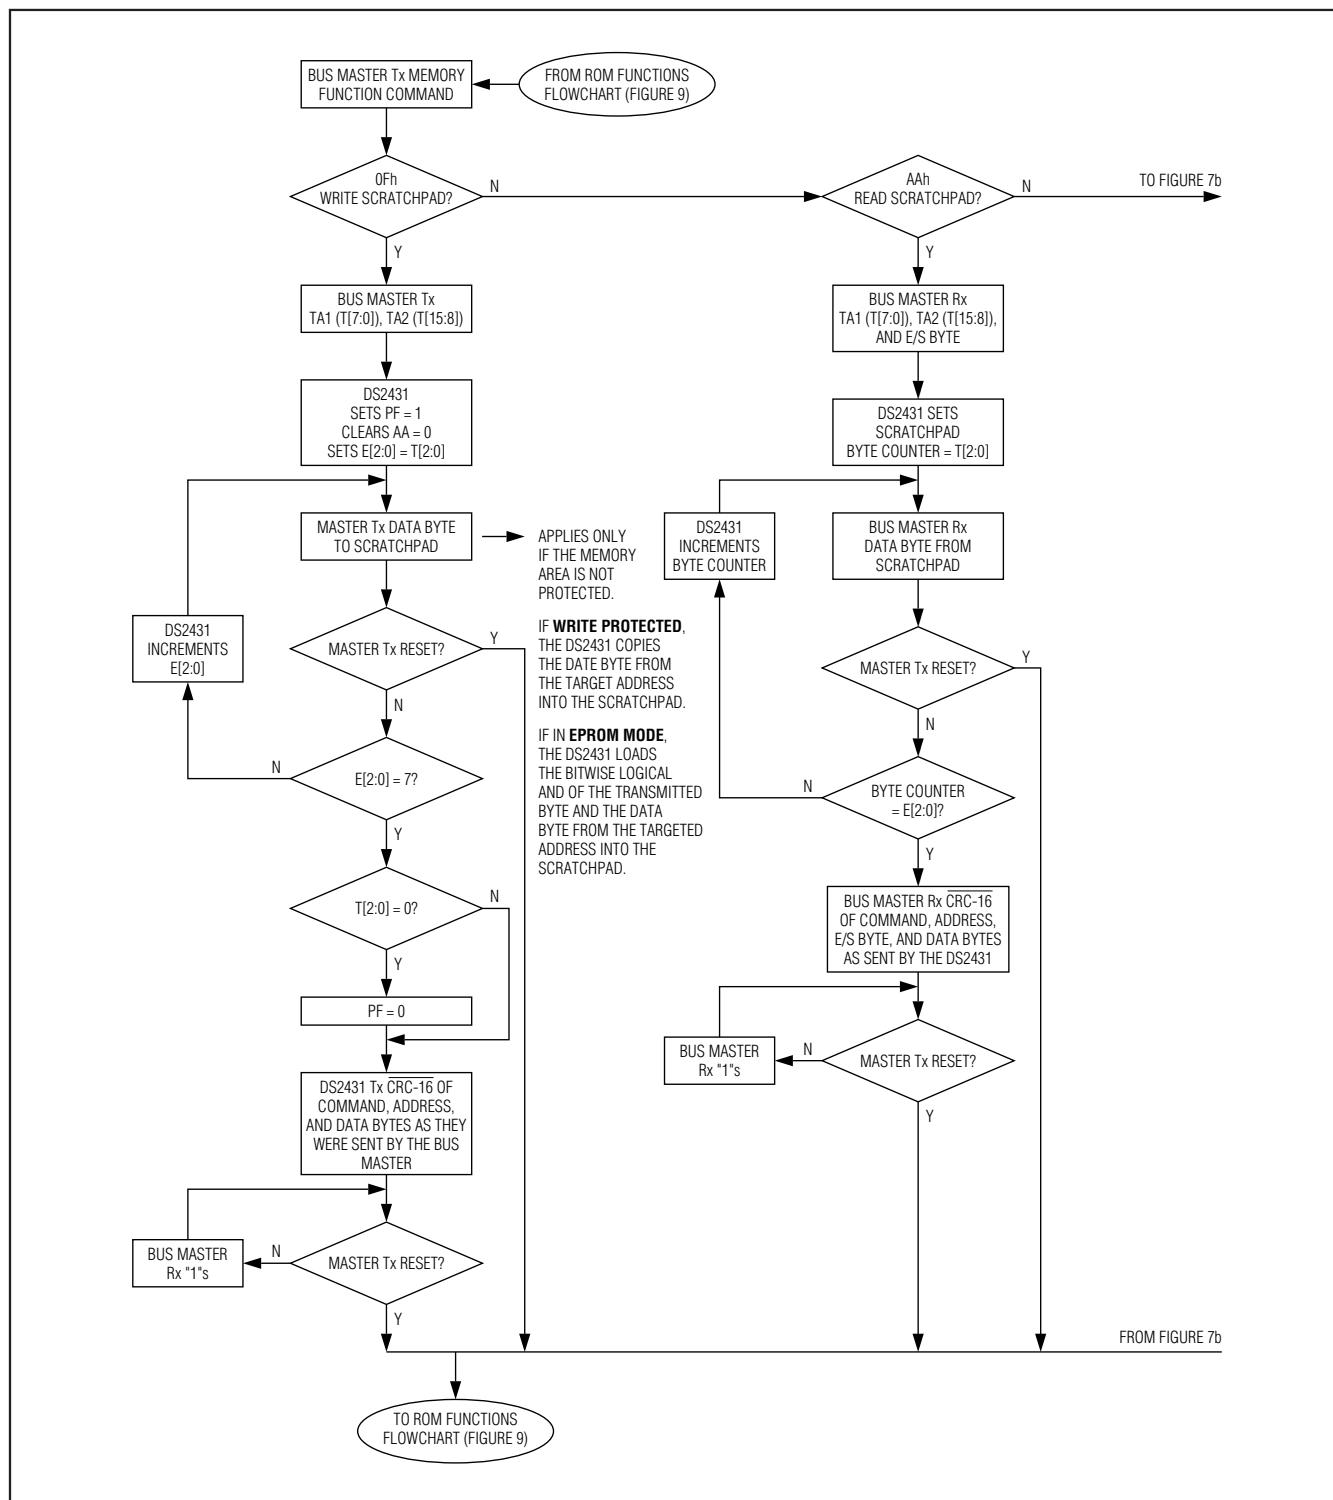 BUS MASTER Tx MEMORY
FUNCTION COMMAND
FROM ROM FUNCTIONS
FLOWCHART (FIGURE 9)
0Fh
WRITE SCRATCHPAD?
N
Y
AAh
READ SCRATCHPAD?
N
Y
TO FIGURE 7b
BUS MASTER Tx
TA1 (T[7:0]), TA2 (T[15:8])
DS2431
SETS PF = 1
CLEARS AA = 0
SETS E[2:0] = T[2:0]
MASTER Tx DATA BYTE
TO SCRATCHPAD
APPLIES ONLY
IF THE MEMORY
AREA IS NOT
PROTECTED.
IF WRITE PROTECTED,
THE DS2431 COPIES
THE DATE BYTE FROM
THE TARGET ADDRESS
INTO THE SCRATCHPAD.
IF IN EPROM MODE,
THE DS2431 LOADS
THE BITWISE LOGICAL
AND OF THE TRANSMITTED
BYTE AND THE DATA
BYTE FROM THE TARGETED
ADDRESS INTO THE
SCRATCHPAD.
DS2431
INCREMENTS
E[2:0]
MASTER Tx RESET?
Y
N
E[2:0] = 7?
N
Y
T[2:0] = 0?
N
Y
PF = 0
DS2431 Tx CRC-16 OF
COMMAND, ADDRESS,
AND DATA BYTES AS THEY
WERE SENT BY THE BUS
MASTER
BUS MASTER
Rx "1"s
N
MASTER Tx RESET?
Y
BUS MASTER Rx
TA1 (T[7:0]), TA2 (T[15:8]),
AND E/S BYTE
DS2431 SETS
SCRATCHPAD
BYTE COUNTER = T[2:0]
DS2431
INCREMENTS
BYTE COUNTER
BUS MASTER Rx
DATA BYTE FROM
SCRATCHPAD
MASTER Tx RESET?
Y
N
BYTE COUNTER
= E[2:0]?
N
Y
BUS MASTER Rx CRC-16
OF COMMAND, ADDRESS,
E/S BYTE, AND DATA BYTES
AS SENT BY THE DS2431
BUS MASTER
Rx "1"s
N
MASTER Tx RESET?
Y
FROM FIGURE 7b
TO ROM FUNCTIONS
FLOWCHART (FIGURE 9)